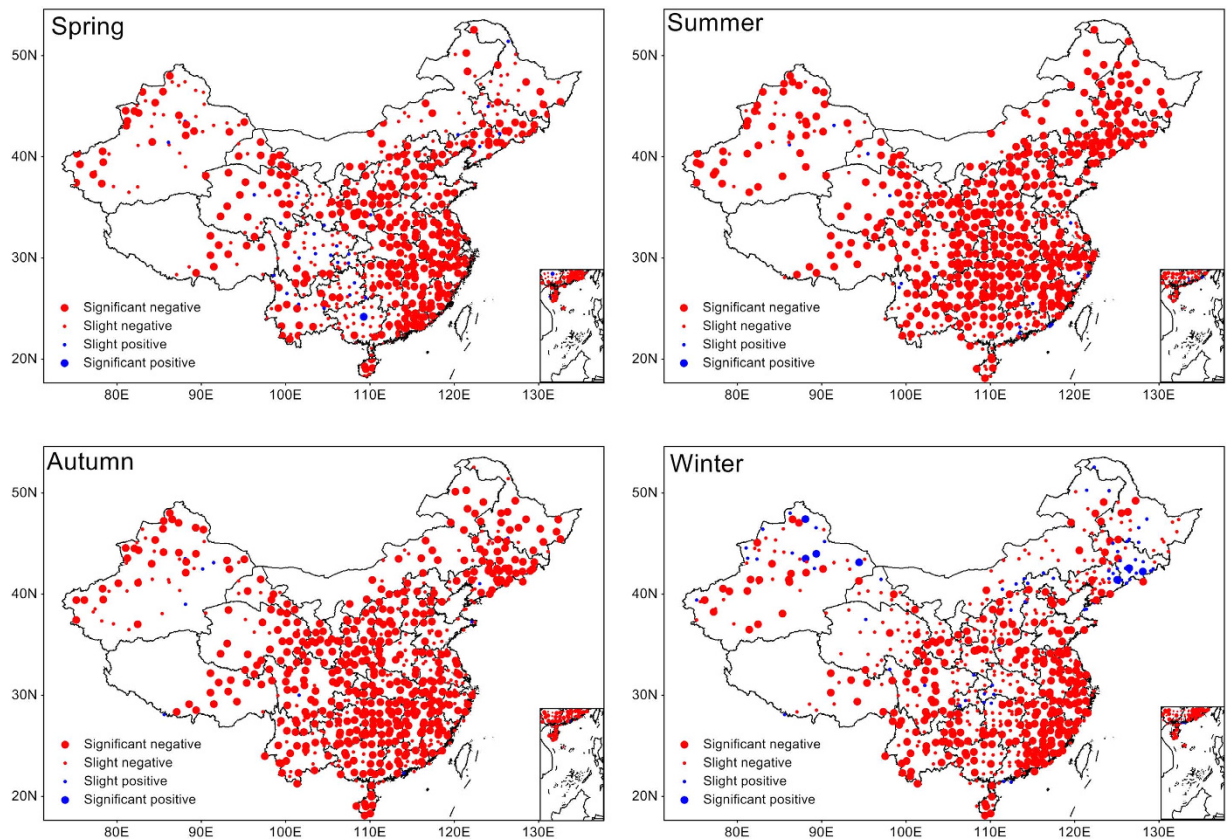 Spring
50N
40N
30N
20N
Significant negative
Slight negative
Slight positive
Significant positive
80E 90E 100E 110E 120E 130E
Summer
50N
40N
30N
20N
Significant negative
Slight negative
Slight positive
Significant positive
80E 90E 100E 110E 120E 130E
Autumn
50N
40N
30N
20N
Significant negative
Slight negative
Slight positive
Significant positive
80E 90E 100E 110E 120E 130E
Winter
50N
40N
30N
20N
Significant negative
Slight negative
Slight positive
Significant positive
80E 90E 100E 110E 120E 130E